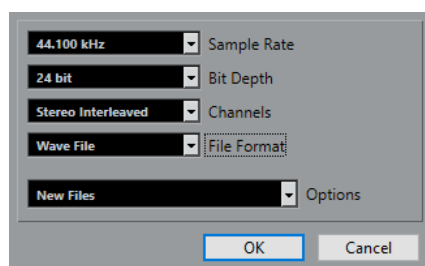 44.100 kHz Sample Rate
24 bit Bit Depth
Stereo Interleaved Channels
Wave File File Format
New Files Options
OK Cancel